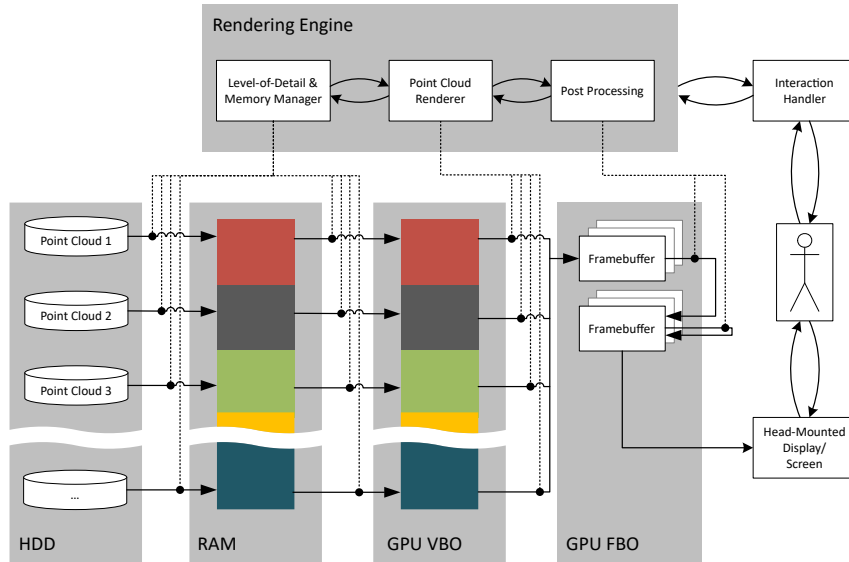 Rendering Engine
Level-of-Detail &
Memory Manager
Point Cloud
Renderer
Post Processing
Interaction
Handler
Point Cloud 1
Point Cloud 2
Point Cloud 3
...
Framebuffer
Framebuffer
Head-Mounted
Display/
Screen
HDD
RAM
GPU VBO
GPU FBO